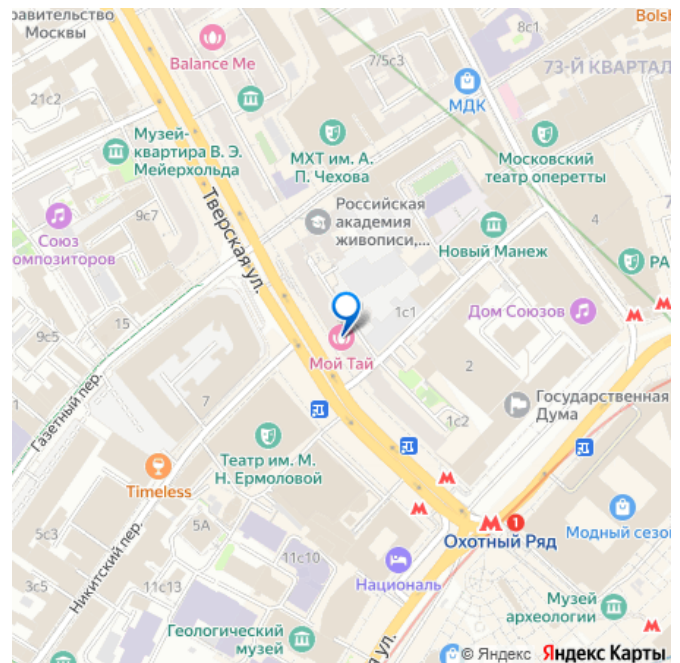 равительство
Москвы
Bolsh
8с1
7/5с3
Balance Me
73-Й КВАРТАЛ
МДК
21с2
Музей-
квартира В. Э.
Мейерхольда
МХТ им. А.
П. Чехова
Московский
театр оперетты
Российская
академия
живописи,...
9с7
Союз
омпозиторов
Тверская ул.
4
Новый Манеж
РА
1с1
Дом Союзов
15
9с5
Мой Тай
2
Газетный пер.
7
1с2
Государственная
Дума
Театр им. М.
Н. Ермоловой
Timeless
5А
1
Охотный Ряд
Модный сезо
11с10
Националь
Никитский пер.
3с5
5с2
11с13
Музей
археологии
Геологический
музей
ул.
© Яндекс Яндекс Карты